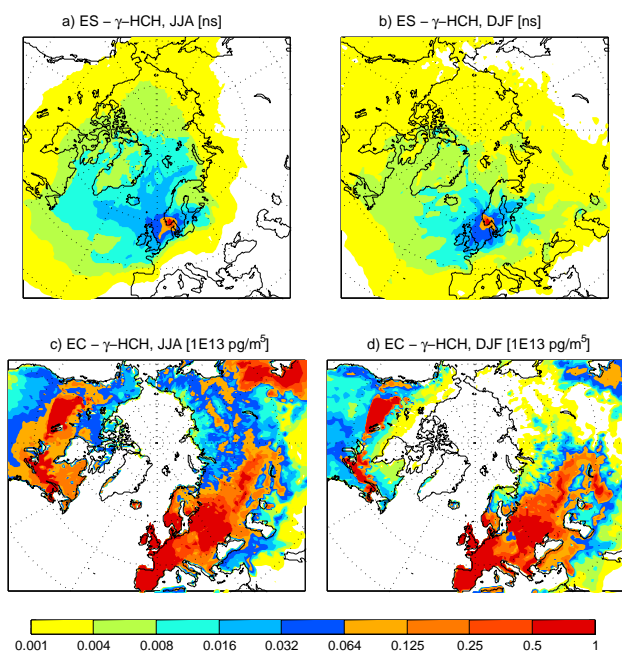 a) ES − γ−HCH, JJA [ns]
b) ES − γ−HCH, DJF [ns]
c) EC − γ−HCH, JJA [1E13 pg/m⁵]
d) EC − γ−HCH, DJF [1E13 pg/m⁵]
0.001 0.004 0.008 0.016 0.032 0.064 0.125 0.25 0.5 1